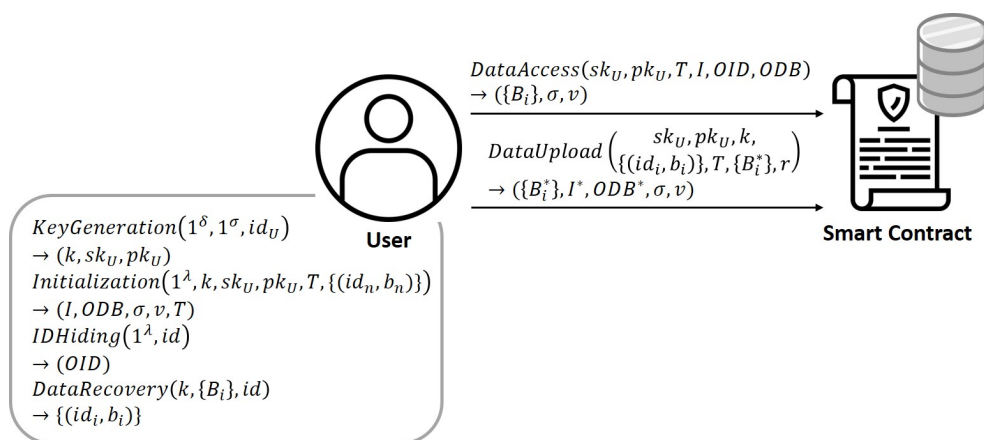 DataAccess(sk_U, pk_U, T, I, OID, ODB)
→ ({B_i}, σ, v)
DataUpload ( sk_U, pk_U, k,
{(id_i, b_i)}, T, {B_i^*}, r )
→ ({B_i^*}, I^*, ODB^*, σ, v)
User
Smart Contract
KeyGeneration(1^δ, 1^σ, id_U)
→ (k, sk_U, pk_U)
Initialization(1^λ, k, sk_U, pk_U, T, {(id_n, b_n)})
→ (I, ODB, σ, v, T)
IDHiding(1^λ, id)
→ (OID)
DataRecovery(k, {B_i}, id)
→ {(id_i, b_i)}